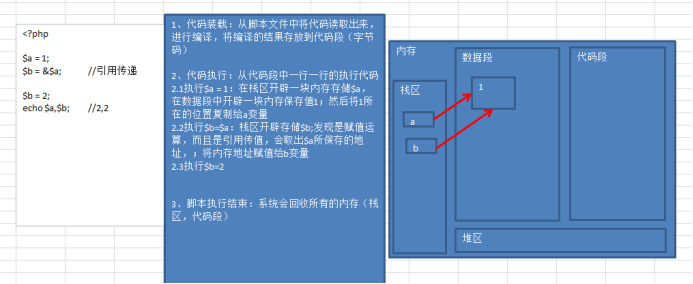 <?php
$a = 1;
$b = &$a; //引用传递
$b = 2;
echo $a,$b; //2,2
1、代码装载：从脚本文件中将代码读取出来，
进行编译，将编译的结果存放到代码段（字节
码）
2、代码执行：从代码段中一行一行的执行代码
2.1执行$a = 1：在栈区开辟一块内存存储$a，
在数据段中开辟一块内存保存值1；然后将1所
在的位置复制给a变量
2.2执行$b=$a：栈区开辟存储$b;发现是赋值运
算，而且是引用传值，会取出$a所保存的地
址，；将内存地址赋值给b变量
2.3执行$b=2
3、脚本执行结束：系统会回收所有的内存（栈
区，代码段）
内存
栈区
a
b
数据段
1
代码段
堆区